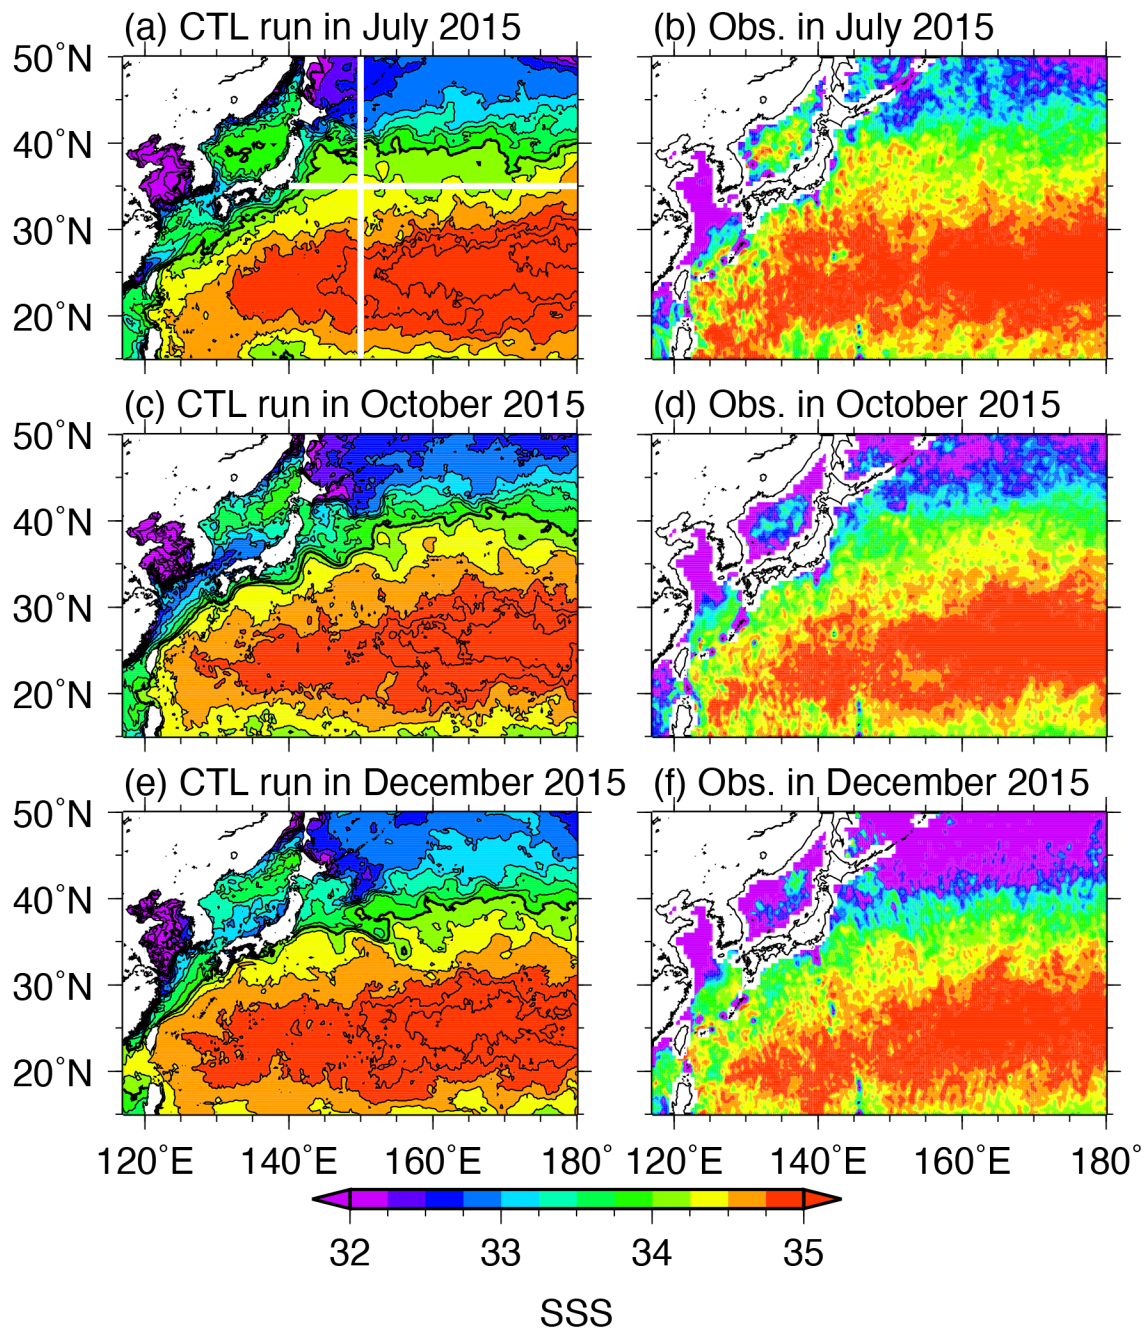 (a) CTL run in July 2015
(b) Obs. in July 2015
50°N
40°N
30°N
20°N
(c) CTL run in October 2015
(d) Obs. in October 2015
50°N
40°N
30°N
20°N
(e) CTL run in December 2015
(f) Obs. in December 2015
50°N
40°N
30°N
20°N
120°E 140°E 160°E 180° 120°E 140°E 160°E 180°
32 33 34 35
SSS